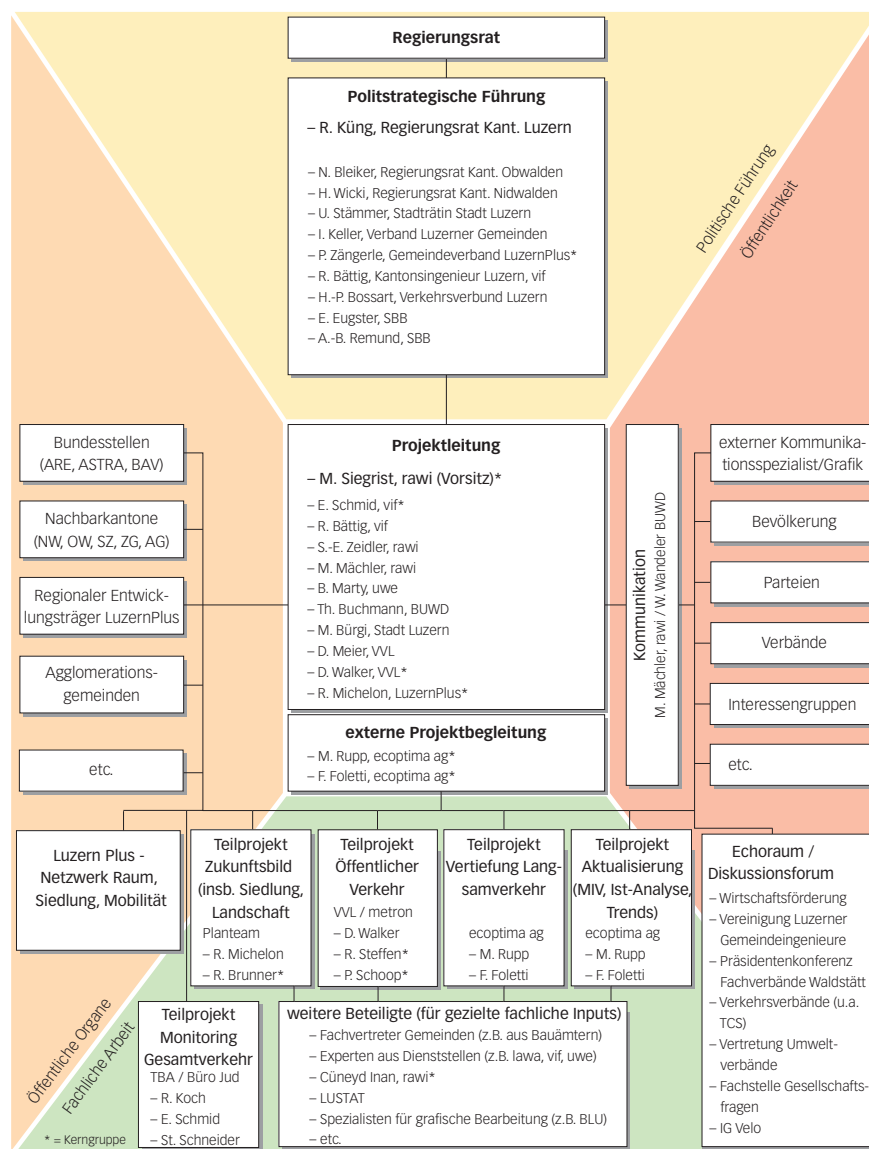 Regierungsrat
Politstrategische Führung
– R. Küng, Regierungsrat Kant. Luzern
– N. Bleiker, Regierungsrat Kant. Obwalden
– H. Wicki, Regierungsrat Kant. Nidwalden
– U. Stämmer, Stadträtin Stadt Luzern
– I. Keller, Verband Luzerner Gemeinden
– P. Zängerle, Gemeindeverband LuzernPlus*
– R. Bättig, Kantonsingenieur Luzern, vif
– H.-P. Bossart, Verkehrsverbund Luzern
– E. Eugster, SBB
– A.-B. Remund, SBB
Politische Führung
Öffentlichkeit
Bundesstellen
(ARE, ASTRA, BAV)
Nachbarkantone
(NW, OW, SZ, ZG, AG)
Regionaler Entwick-
lungsträger LuzernPlus
Agglomerations-
gemeinden
etc.
Projektleitung
– M. Siegrist, rawi (Vorsitz)*
– E. Schmid, vif*
– R. Bättig, vif
– S.-E. Zeidler, rawi
– M. Mächler, rawi
– B. Marty, uwe
– Th. Buchmann, BUWD
– M. Bürgi, Stadt Luzern
– D. Meier, VVL
– D. Walker, VVL*
– R. Michelon, LuzernPlus*
externe Projektbegleitung
– M. Rupp, ecoptima ag*
– F. Foletti, ecoptima ag*
Kommunikation
M. Mächler, rawi / W. Wandeler BUWD
externer Kommunika-
tionsspezialist/Grafik
Bevölkerung
Parteien
Verbände
Interessengruppen
etc.
Luzern Plus -
Netzwerk Raum,
Siedlung, Mobilität
Teilprojekt
Zukunftsbild
(insb. Siedlung,
Landschaft
Planteam
– R. Michelon
– R. Brunner*
Teilprojekt
Öffentlicher
Verkehr
VVL / metron
– D. Walker
– R. Steffen*
– P. Schoop*
Teilprojekt
Vertiefung Lang-
samverkehr
ecoptima ag
– M. Rupp
– F. Foletti
Teilprojekt
Aktualisierung
(MIV, Ist-Analyse,
Trends)
ecoptima ag
– M. Rupp
– F. Foletti
Echoraum /
Diskussionsforum
– Wirtschaftsförderung
– Vereinigung Luzerner
Gemeindeingenieure
– Präsidentenkonferenz
Fachverbände Waldstätt
– Verkehrsverbände (u.a.
TCS)
– Vertretung Umwelt-
verbände
– Fachstelle Gesellschafts-
fragen
– IG Velo
Teilprojekt
Monitoring
Gesamtverkehr
TBA / Büro Jud
– R. Koch
– E. Schmid
– St. Schneider
weitere Beteiligte (für gezielte fachliche Inputs)
– Fachvertreter Gemeinden (z.B. aus Bauämtern)
– Experten aus Dienststellen (z.B. lawa, vif, uwe)
– Cüneyd Inan, rawi*
– LUSTAT
– Spezialisten für grafische Bearbeitung (z.B. BLU)
– etc.
Öffentliche Organe
Fachliche Arbeit
* = Kerngruppe